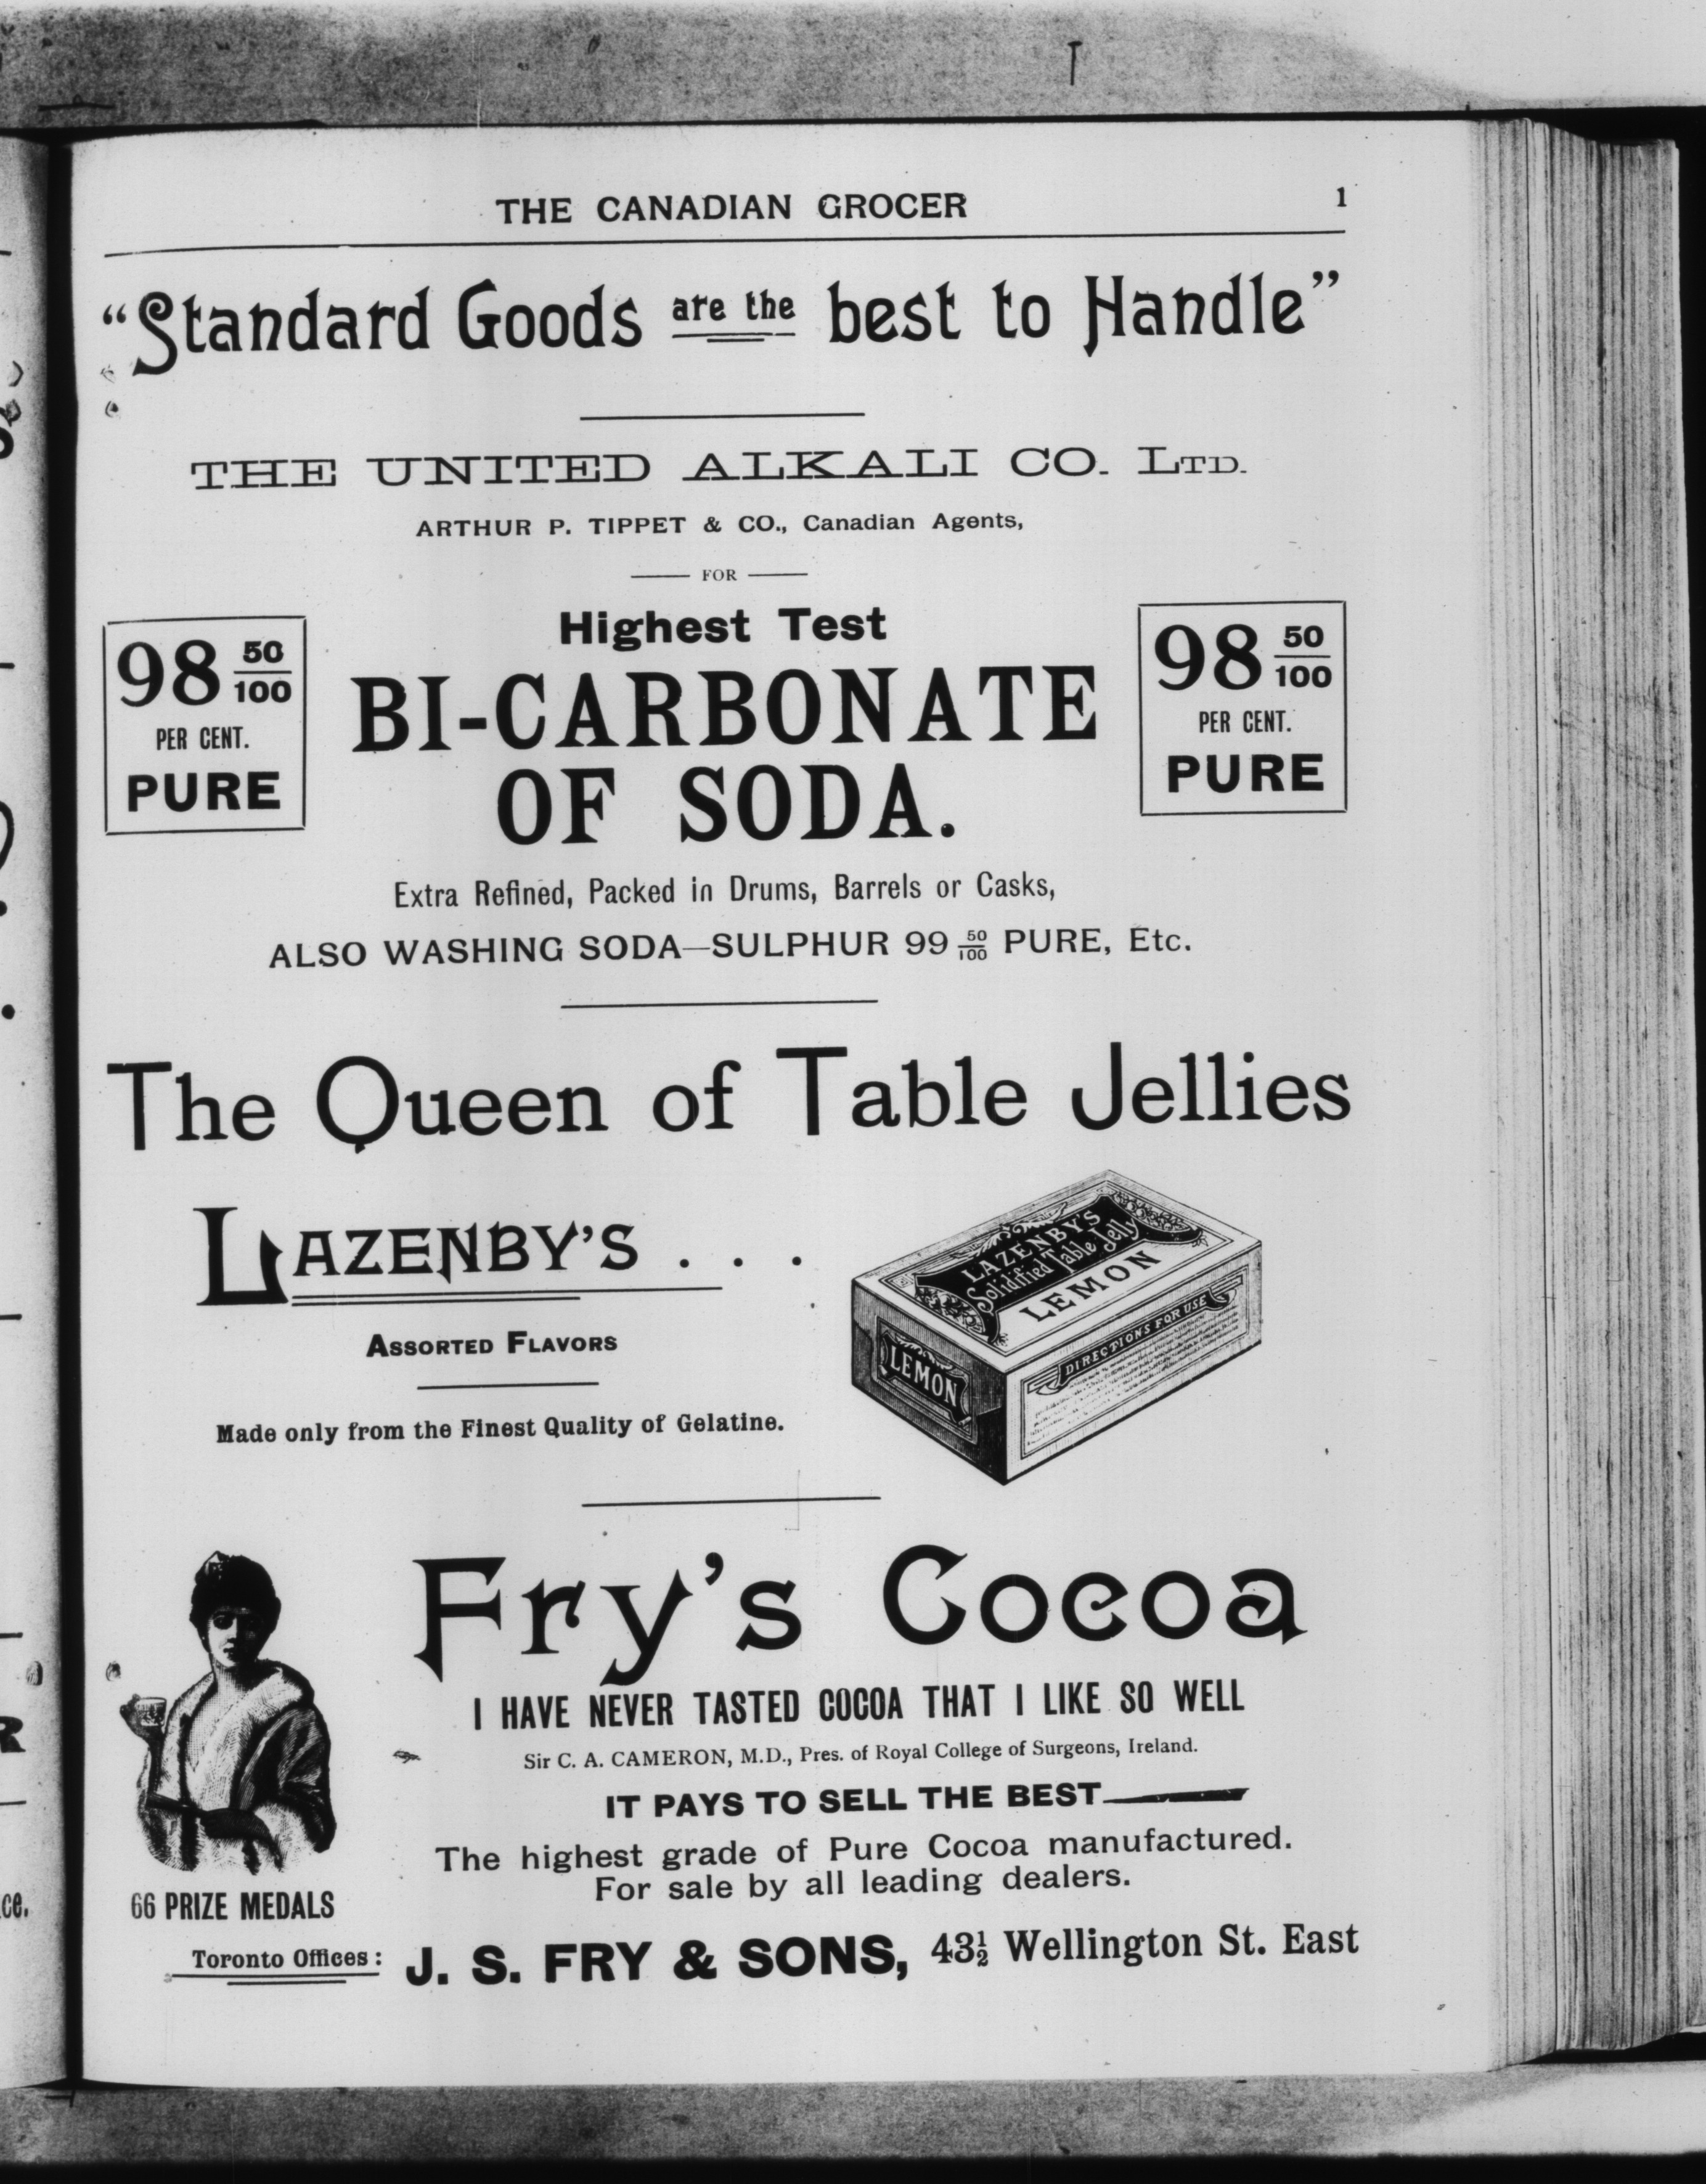 THE CANADIAN GROCER 1
“Standard Goods are the best to Handle”
THE UNITED ALKALI CO. LTD.
ARTHUR P. TIPPET & CO., Canadian Agents,
FOR
98 50/100
PER CENT.
PURE
Highest Test
BI-CARBONATE
OF SODA.
98 50/100
PER CENT.
PURE
Extra Refined, Packed in Drums, Barrels or Casks,
ALSO WASHING SODA—SULPHUR 99 50/100 PURE, Etc.
The Queen of Table Jellies
LAZENBY’S . . .
ASSORTED FLAVORS
Made only from the Finest Quality of Gelatine.
LAZENBY'S
Solidified Table Jelly
LEMON
LEMON
DIRECTIONS FOR USE
Fry’s Cocoa
I HAVE NEVER TASTED COCOA THAT I LIKE SO WELL
Sir C. A. CAMERON, M.D., Pres. of Royal College of Surgeons, Ireland.
IT PAYS TO SELL THE BEST
The highest grade of Pure Cocoa manufactured.
For sale by all leading dealers.
66 PRIZE MEDALS
Toronto Offices: J. S. FRY & SONS, 43½ Wellington St. East